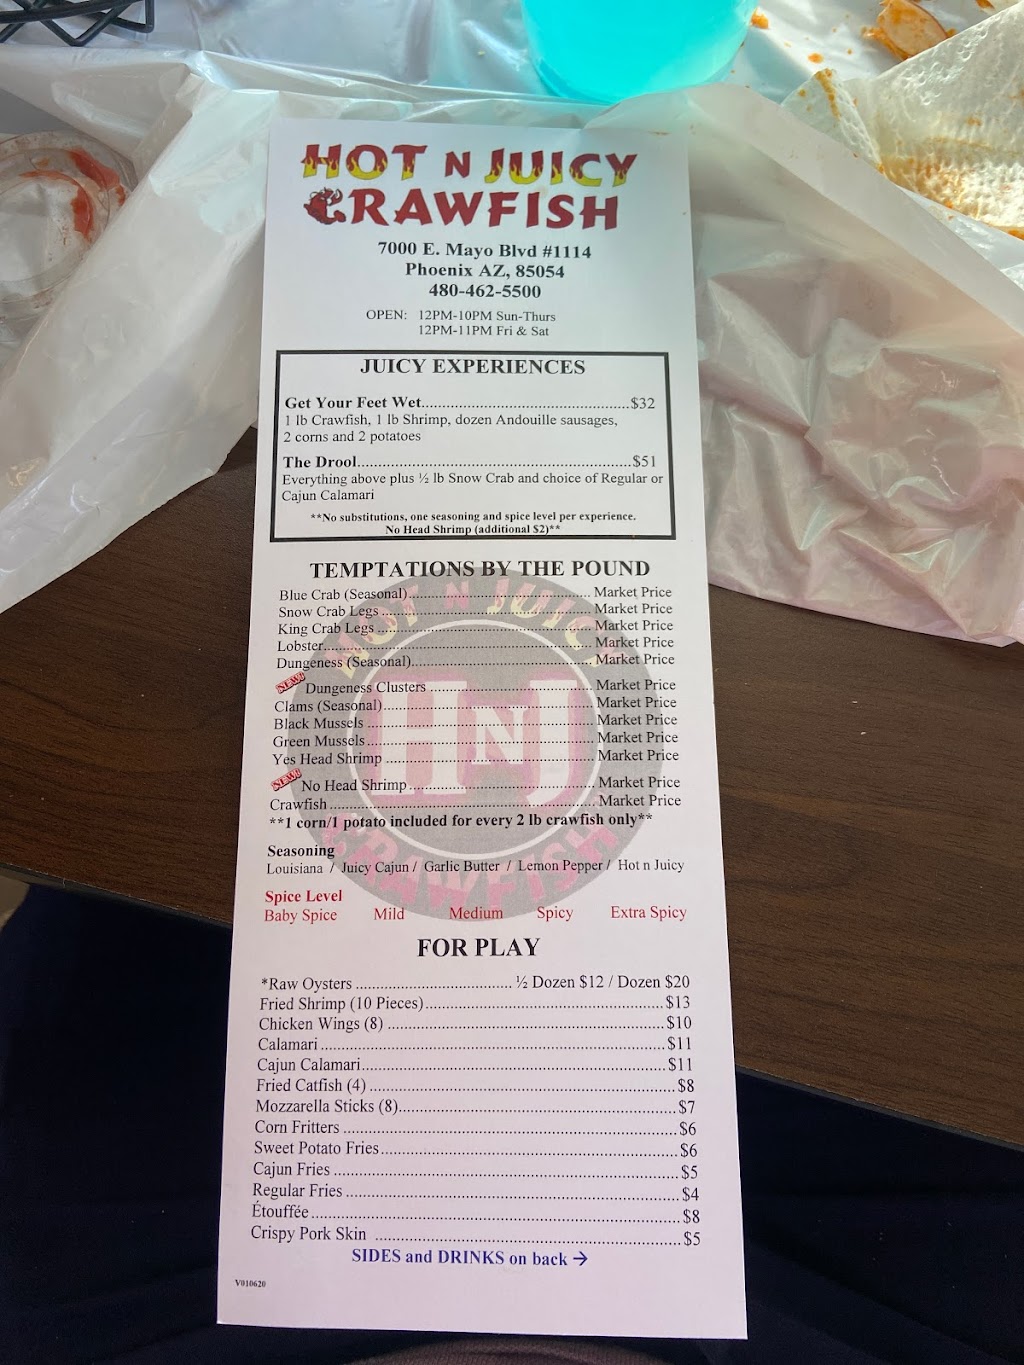 HOT N JUICY
CRAWFISH
7000 E. Mayo Blvd #1114
Phoenix AZ, 85054
480-462-5500
OPEN: 12PM-10PM Sun-Thurs
12PM-11PM Fri & Sat
JUICY EXPERIENCES
Get Your Feet Wet..........$32
1 lb Crawfish, 1 lb Shrimp, dozen Andouille sausages,
2 corns and 2 potatoes
The Drool..........$51
Everything above plus ½ lb Snow Crab and choice of Regular or
Cajun Calamari
**No substitutions, one seasoning and spice level per experience.
No Head Shrimp (additional $2)**
TEMPTATIONS BY THE POUND
Blue Crab (Seasonal).......... Market Price
Snow Crab Legs .......... Market Price
King Crab Legs .......... Market Price
Lobster.......... Market Price
Dungeness (Seasonal).......... Market Price
NEW! Dungeness Clusters .......... Market Price
Clams (Seasonal).......... Market Price
Black Mussels .......... Market Price
Green Mussels.......... Market Price
Yes Head Shrimp .......... Market Price
NEW! No Head Shrimp.......... Market Price
Crawfish .......... Market Price
**1 corn/1 potato included for every 2 lb crawfish only**
Seasoning
Louisiana / Juicy Cajun / Garlic Butter / Lemon Pepper / Hot n Juicy
Spice Level
Baby Spice Mild Medium Spicy Extra Spicy
HOT N JUICY
HNJ
CRAWFISH
FOR PLAY
*Raw Oysters .......... ½ Dozen $12 / Dozen $20
Fried Shrimp (10 Pieces)..........$13
Chicken Wings (8) ..........$10
Calamari ..........$11
Cajun Calamari..........$11
Fried Catfish (4) ..........$8
Mozzarella Sticks (8)..........$7
Corn Fritters ..........$6
Sweet Potato Fries..........$6
Cajun Fries ..........$5
Regular Fries ..........$4
Étouffée ..........$8
Crispy Pork Skin ..........$5
SIDES and DRINKS on back →
V010620